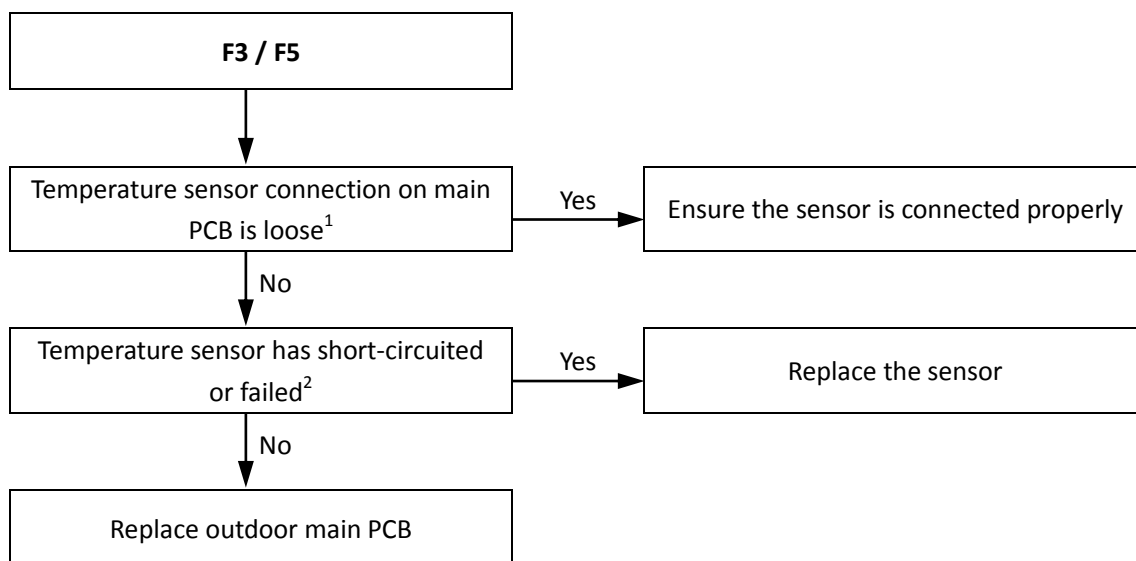 F3 / F5
Temperature sensor connection on main
PCB is loose1
Yes
Ensure the sensor is connected properly
No
Temperature sensor has short-circuited
or failed2
Yes
Replace the sensor
No
Replace outdoor main PCB